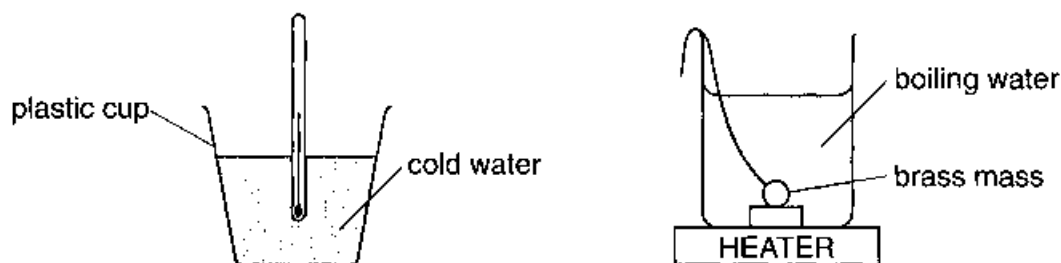 plastic cup
cold water
boiling water
brass mass
HEATER